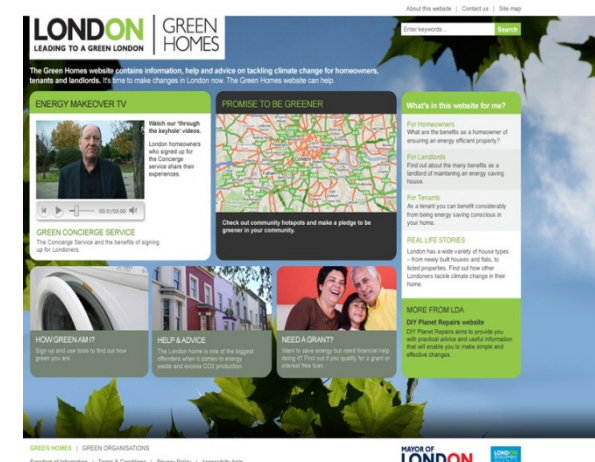 About this website | Contact us | Site map
LONDON
LEADING TO A GREEN LONDON
GREEN
HOMES
Enter keywords...
Search
The Green Homes website contains information, help and advice on tackling climate change for homeowners,
tenants and landlords. It's time to make changes in London now. The Green Homes website can help.
ENERGY MAKEOVER TV
Watch our 'through
the keyhole' videos.
London homeowners
who signed up for
the Concierge
service share their
experiences.
GREEN CONCIERGE SERVICE
The Concierge Service and the benefits of signing
up for Londoners.
PROMISE TO BE GREENER
London
Check out community hotspots and make a pledge to be
greener in your community.
What's in this website for me?
For Homeowners
What are the benefits as a homeowner of
ensuring an energy efficient property?
For Landlords
Find out about the many benefits as a
landlord of maintaining an energy saving
house.
For Tenants
As a tenant you can benefit considerably
from being energy saving conscious in
your home.
REAL LIFE STORIES
London has a wide variety of house types
– from newly built houses and flats, to
listed properties. Find out how other
Londoners tackle climate change in their
home.
MORE FROM LDA
DIY Planet Repairs website
DIY Planet Repairs aims to provide you
with practical advice and useful information
that will enable you to make simple and
effective changes.
HOW GREEN AM I?
Sign up and use tools to find out how
green you are.
HELP & ADVICE
The London home is one of the biggest
offenders when it comes to energy
waste and excess CO2 production
NEED A GRANT?
Want to save energy but need financial help
doing it? Find out if you qualify for a grant or
interest free loan.
GREEN HOMES | GREEN ORGANISATIONS
Freedom of Information | Terms & Conditions | Privacy Policy | Accessibility help
MAYOR OF
LONDON
LONDON